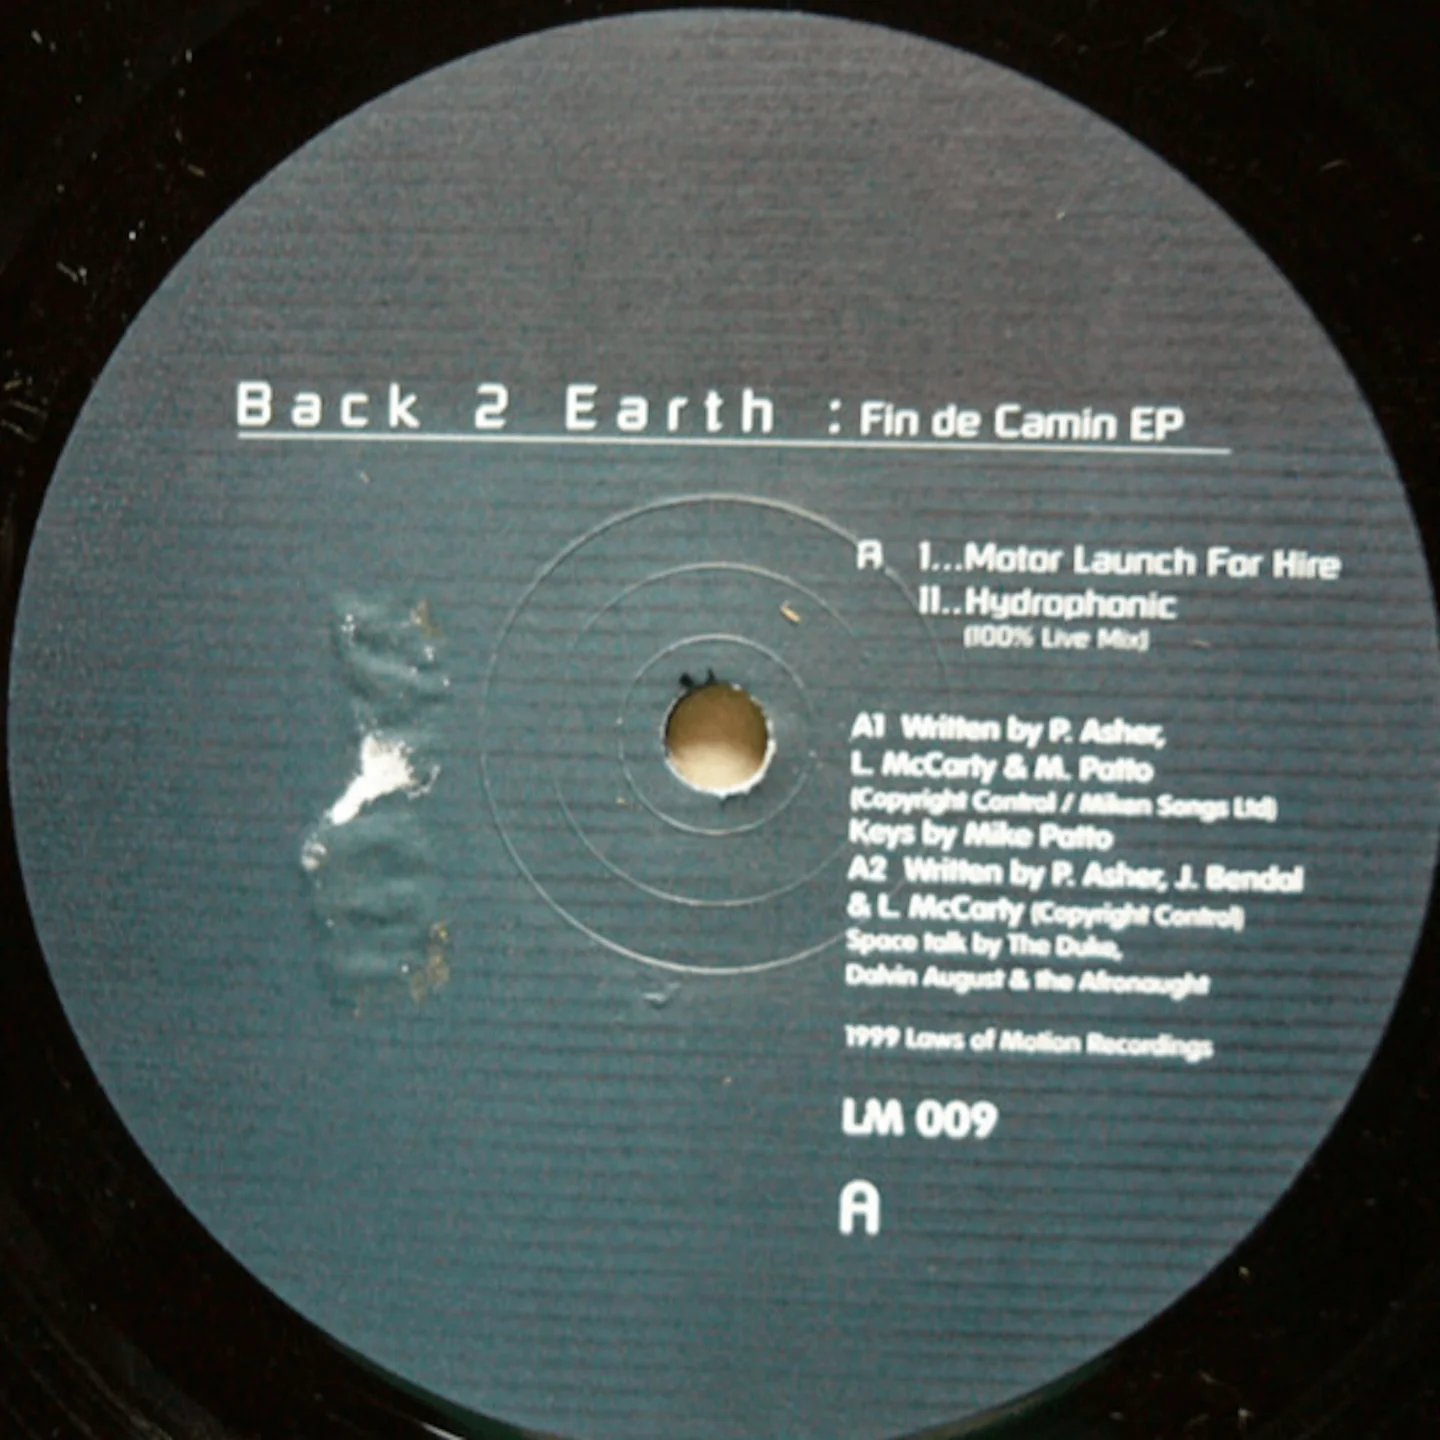 Back 2 Earth : Fin de Camin EP
A I...Motor Launch For Hire
II..Hydrophonic
(100% Live Mix)
A1 Written by P. Asher,
L. McCarty & M. Patto
(Copyright Control / Miken Songs Ltd)
Keys by Mike Patto
A2 Written by P. Asher, J. Bendal
& L. McCarty (Copyright Control)
Space talk by The Duke,
Dalvin August & the Afronaught
1999 Laws of Motion Recordings
LM 009
A